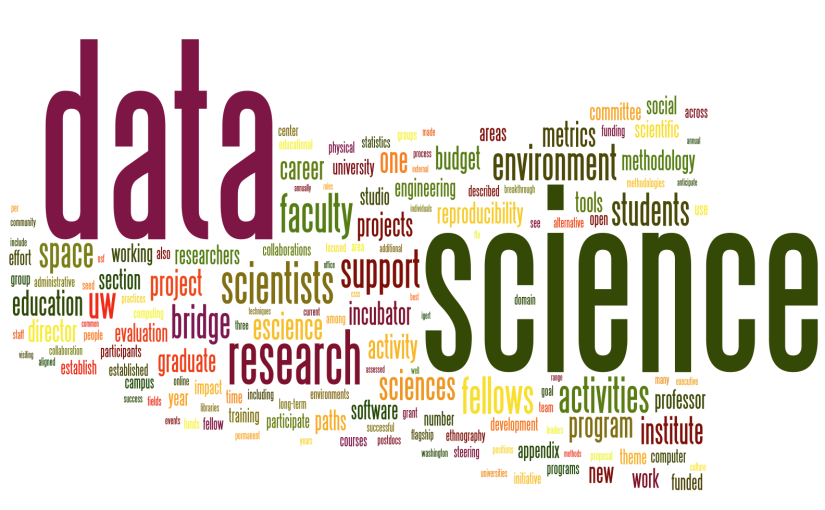 data
science
center
educational
career
physical
university
statistics
groups
made
one
process
referral
budget
areas
metrics
committee
funding
social
scientific
across
annual
environment
methodology
methodologies
anticipate
annually
roles
studio
engineering
described
breakthrough
faculty
projects
individuals
reproducibility
tools
students
use
see
alternative
open
per
community
include
effort
space
nsf
working
also
researchers
collaborations
focused
area
additional
office
group
administrative
seed
section
project
scientists
support
best
domain
education
uw
practices
computing
techniques
current
incubator
igert
staff
director
common
people
evaluation
bridge
three
escience
among
visiting
collaboration
aligned
participants
research
activity
establish
established
graduate
assessed
well
campus
online
impact
sciences
fellows
range
goal
activities
many
executive
professor
success
fields
year
time
including
environments
long-term
software
grant
team
libraries
training
participate
paths
successful
number
development
leaders
program
institute
events
funds
fellow
permanent
years
courses
postdocs
flagship
ethnography
washington
steering
positions
appendix
methods
proposal
theme
computer
culture
universities
initiative
programs
new
work
funded